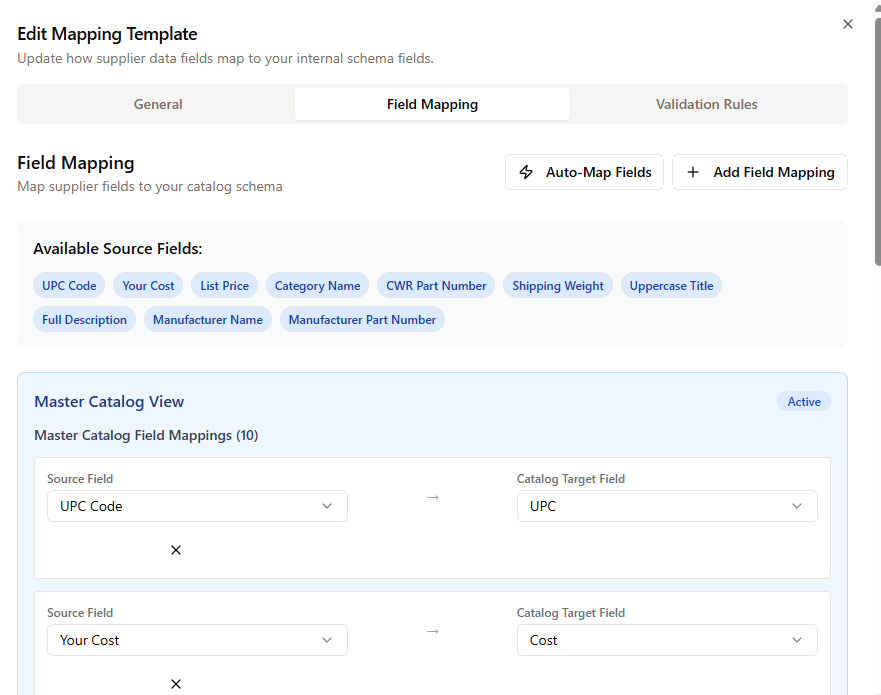 Edit Mapping Template
Update how supplier data fields map to your internal schema fields.
General Field Mapping Validation Rules
Field Mapping
Map supplier fields to your catalog schema
Auto-Map Fields
+ Add Field Mapping
Available Source Fields:
UPC Code Your Cost List Price Category Name CWR Part Number Shipping Weight Uppercase Title
Full Description Manufacturer Name Manufacturer Part Number
Master Catalog View Active
Master Catalog Field Mappings (10)
Source Field → Catalog Target Field
UPC Code UPC
Source Field → Catalog Target Field
Your Cost Cost